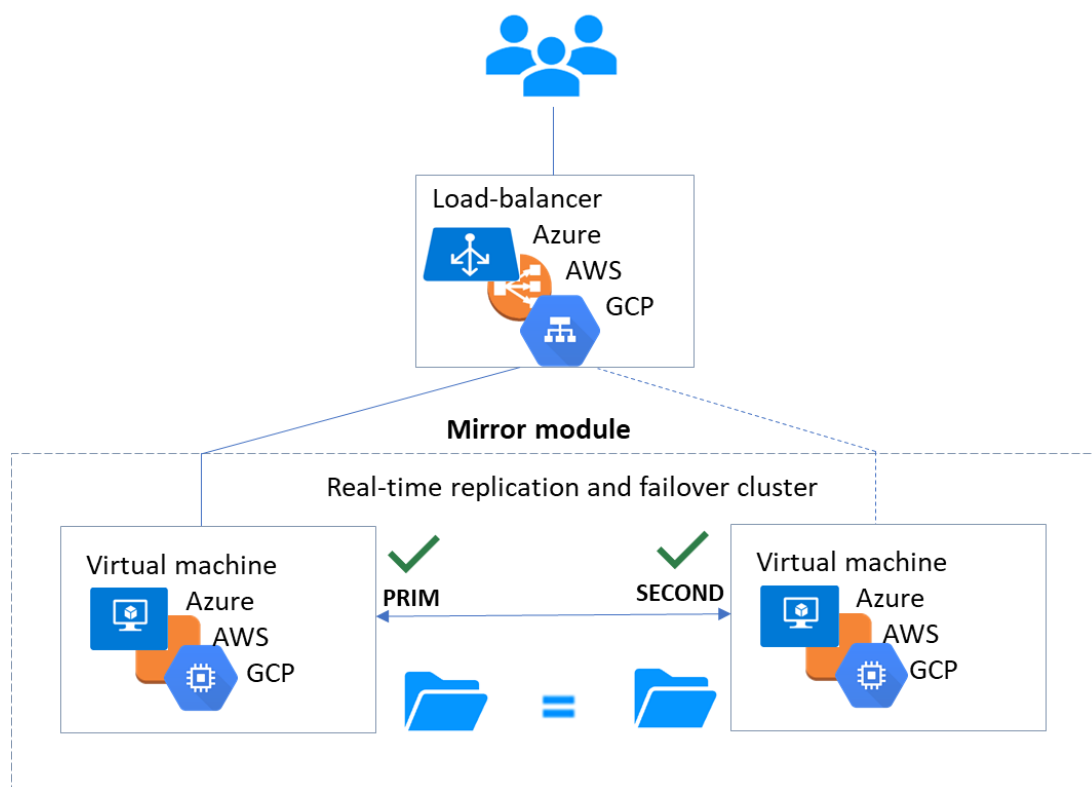 Load-balancer
Azure
AWS
GCP
Mirror module
Real-time replication and failover cluster
Virtual machine
Azure
AWS
GCP
PRIM
SECOND
Virtual machine
Azure
AWS
GCP
=